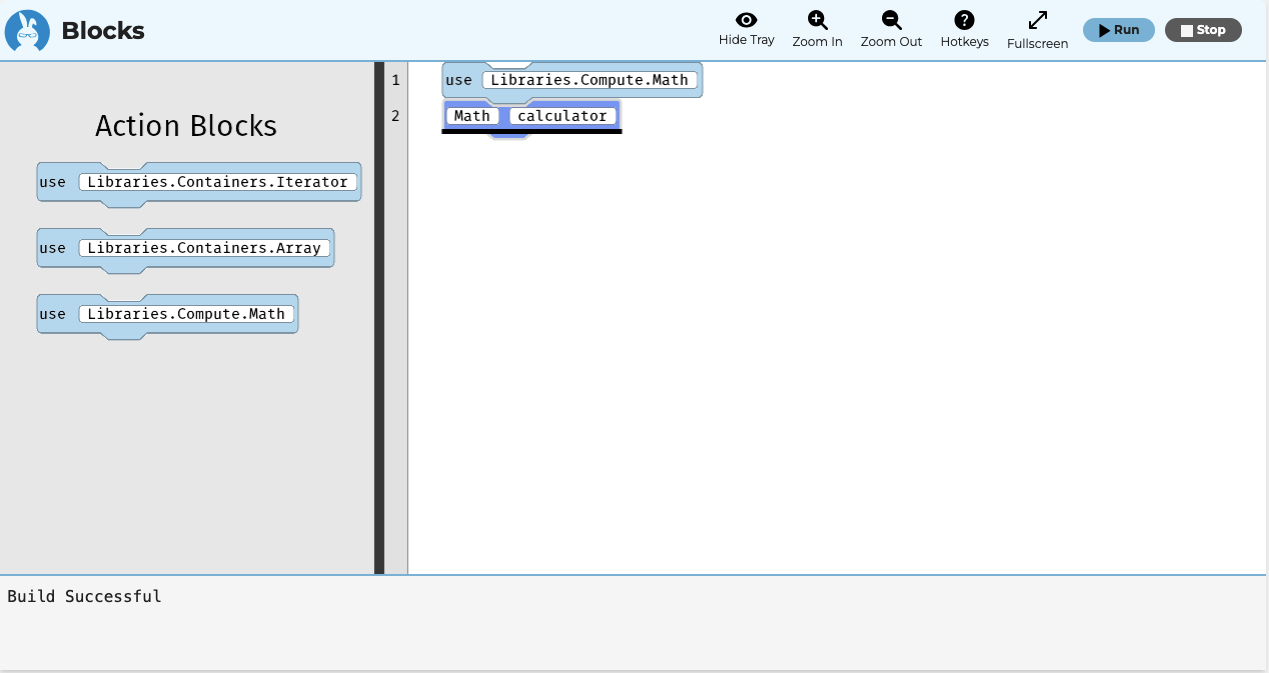 Blocks
Hide Tray
Zoom In
Zoom Out
Hotkeys
Fullscreen
Run
Stop
Action Blocks
use Libraries.Containers.Iterator
use Libraries.Containers.Array
use Libraries.Compute.Math
1 use Libraries.Compute.Math
2 Math calculator
Build Successful